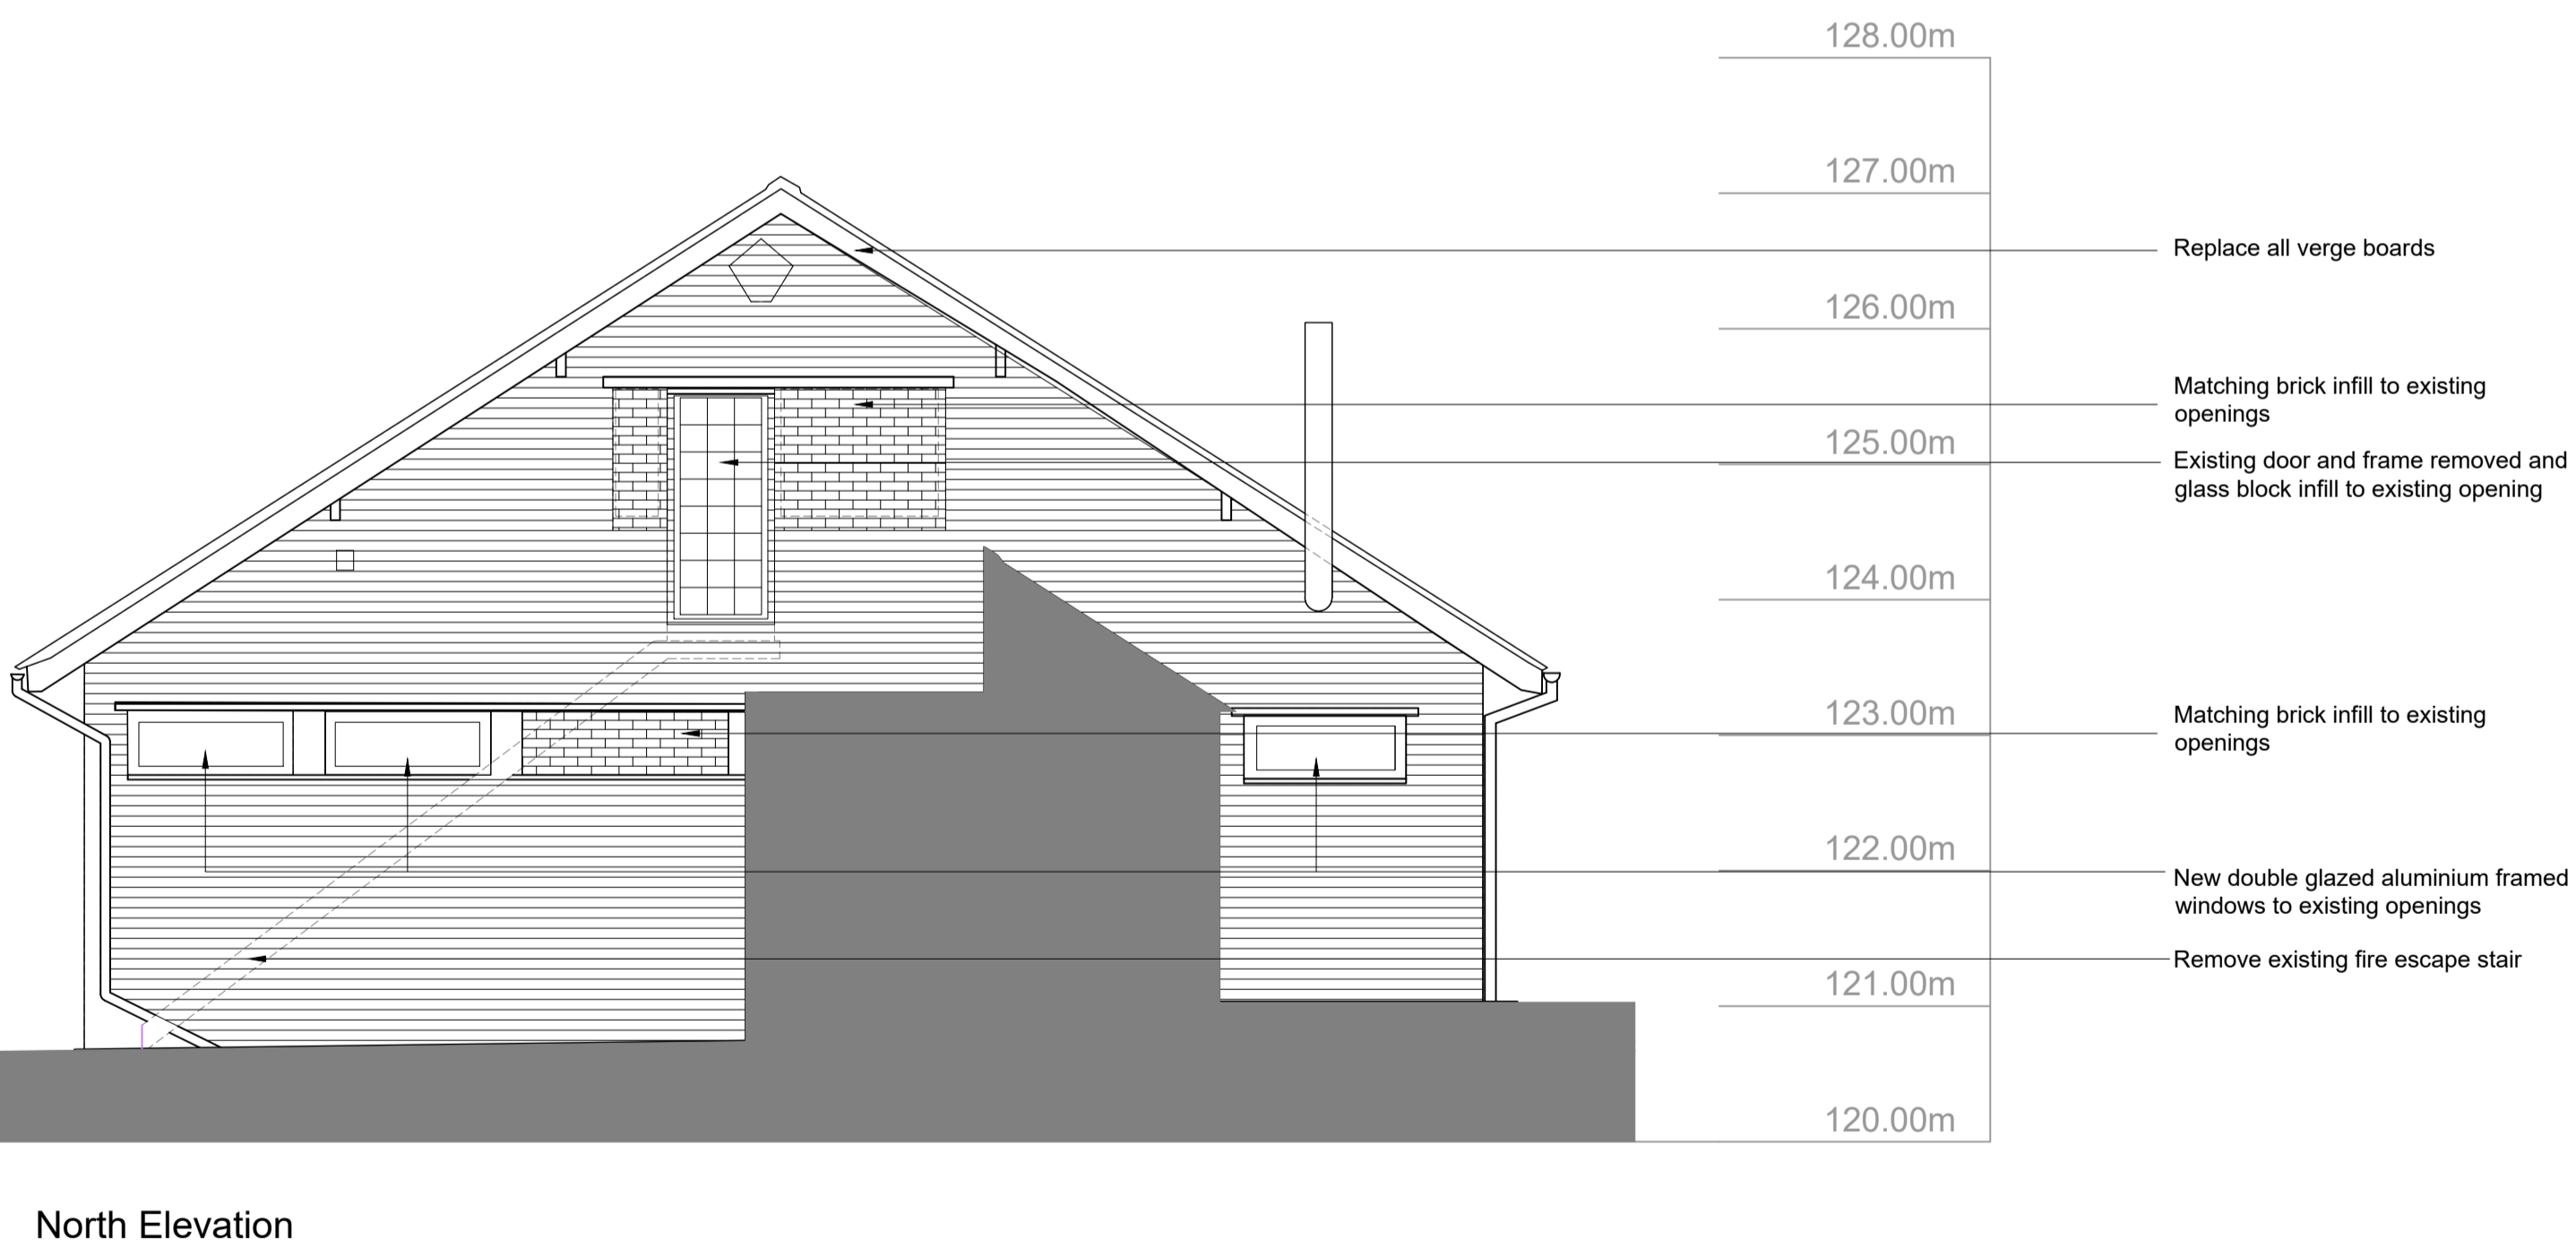 128.00m
127.00m
Replace all verge boards
126.00m
Matching brick infill to existing
openings
125.00m
Existing door and frame removed and
glass block infill to existing opening
124.00m
123.00m
Matching brick infill to existing
openings
122.00m
New double glazed aluminium framed
windows to existing openings
Remove existing fire escape stair
121.00m
120.00m
North Elevation